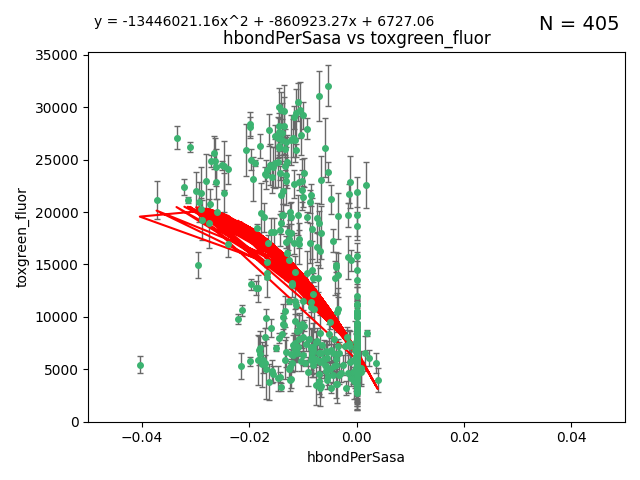 y = -13446021.16x^2 + -860923.27x + 6727.06
N = 405
hbondPerSasa vs toxgreen_fluor
35000
30000
25000
20000
15000
10000
5000
0
toxgreen_fluor
−0.04
−0.02
0.00
0.02
0.04
hbondPerSasa